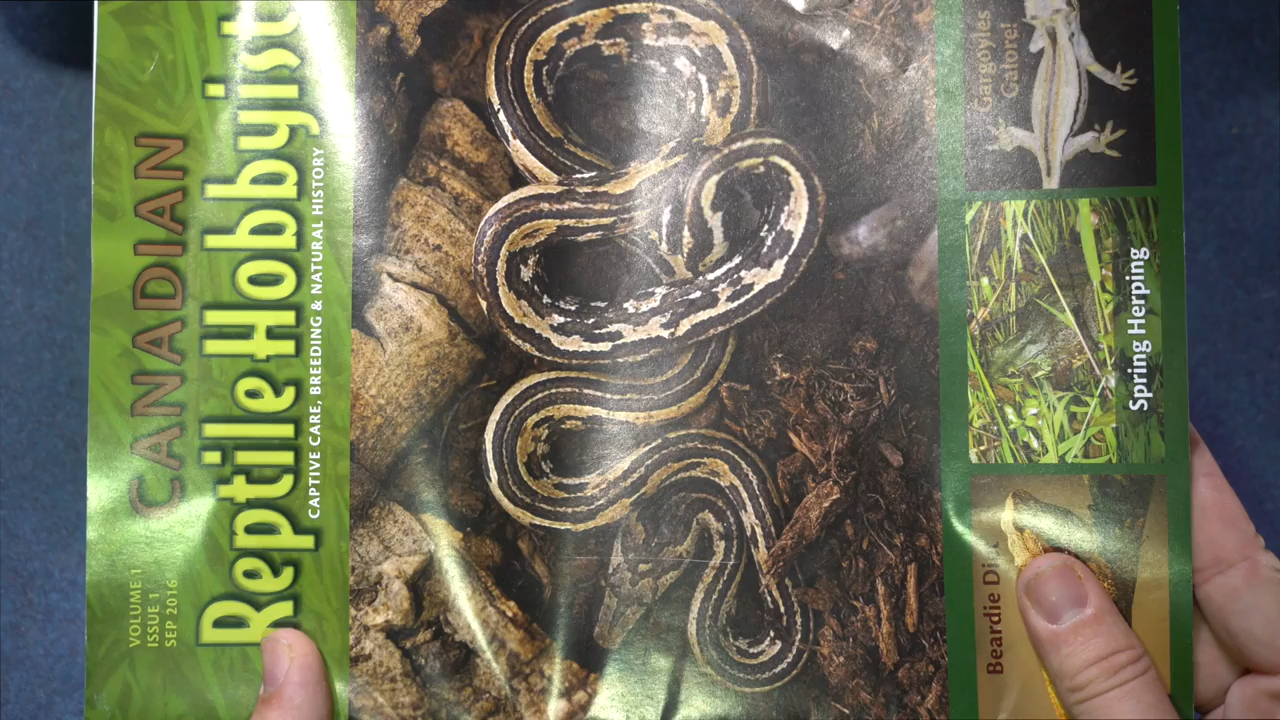 CANADIAN
Reptile Hobbyist
CAPTIVE CARE, BREEDING & NATURAL HISTORY
VOLUME 1
ISSUE 1
SEP 2016
Gargoyles
Galore!
Spring Herping
Beardie